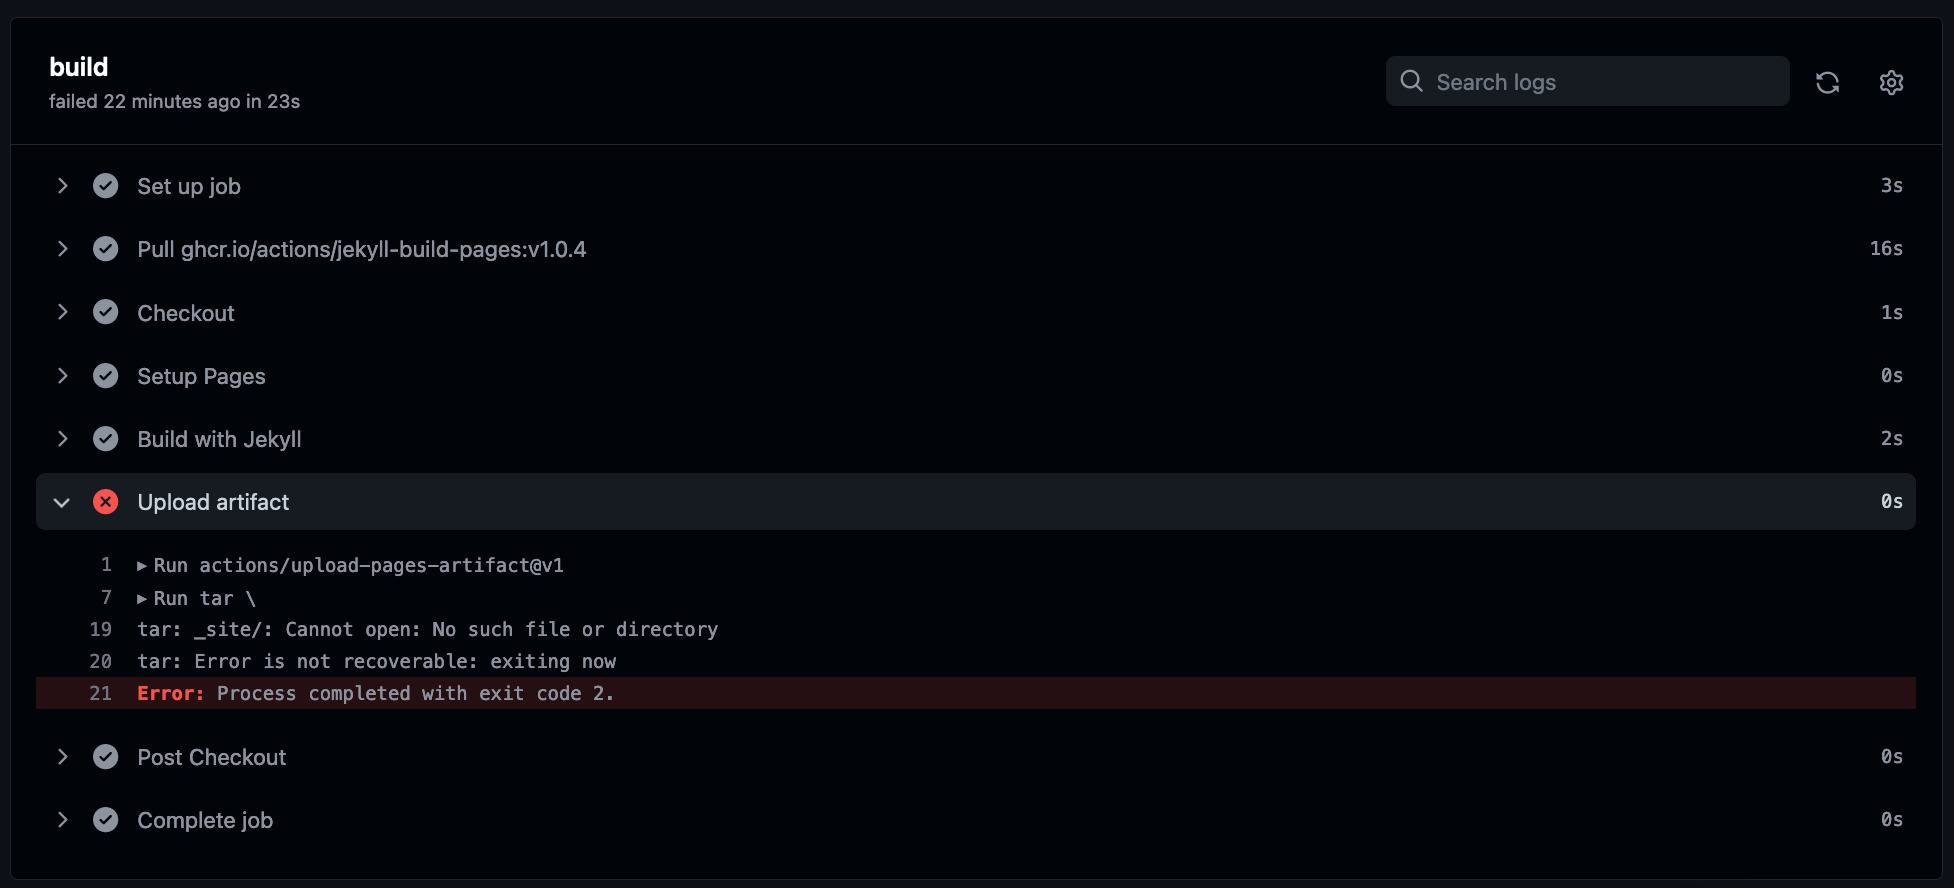 build
failed 22 minutes ago in 23s
Search logs
Set up job 3s
Pull ghcr.io/actions/jekyll-build-pages:v1.0.4 16s
Checkout 1s
Setup Pages 0s
Build with Jekyll 2s
Upload artifact 0s
1 ▸ Run actions/upload-pages-artifact@v1
7 ▸ Run tar \
19 tar: _site/: Cannot open: No such file or directory
20 tar: Error is not recoverable: exiting now
21 Error: Process completed with exit code 2.
Post Checkout 0s
Complete job 0s